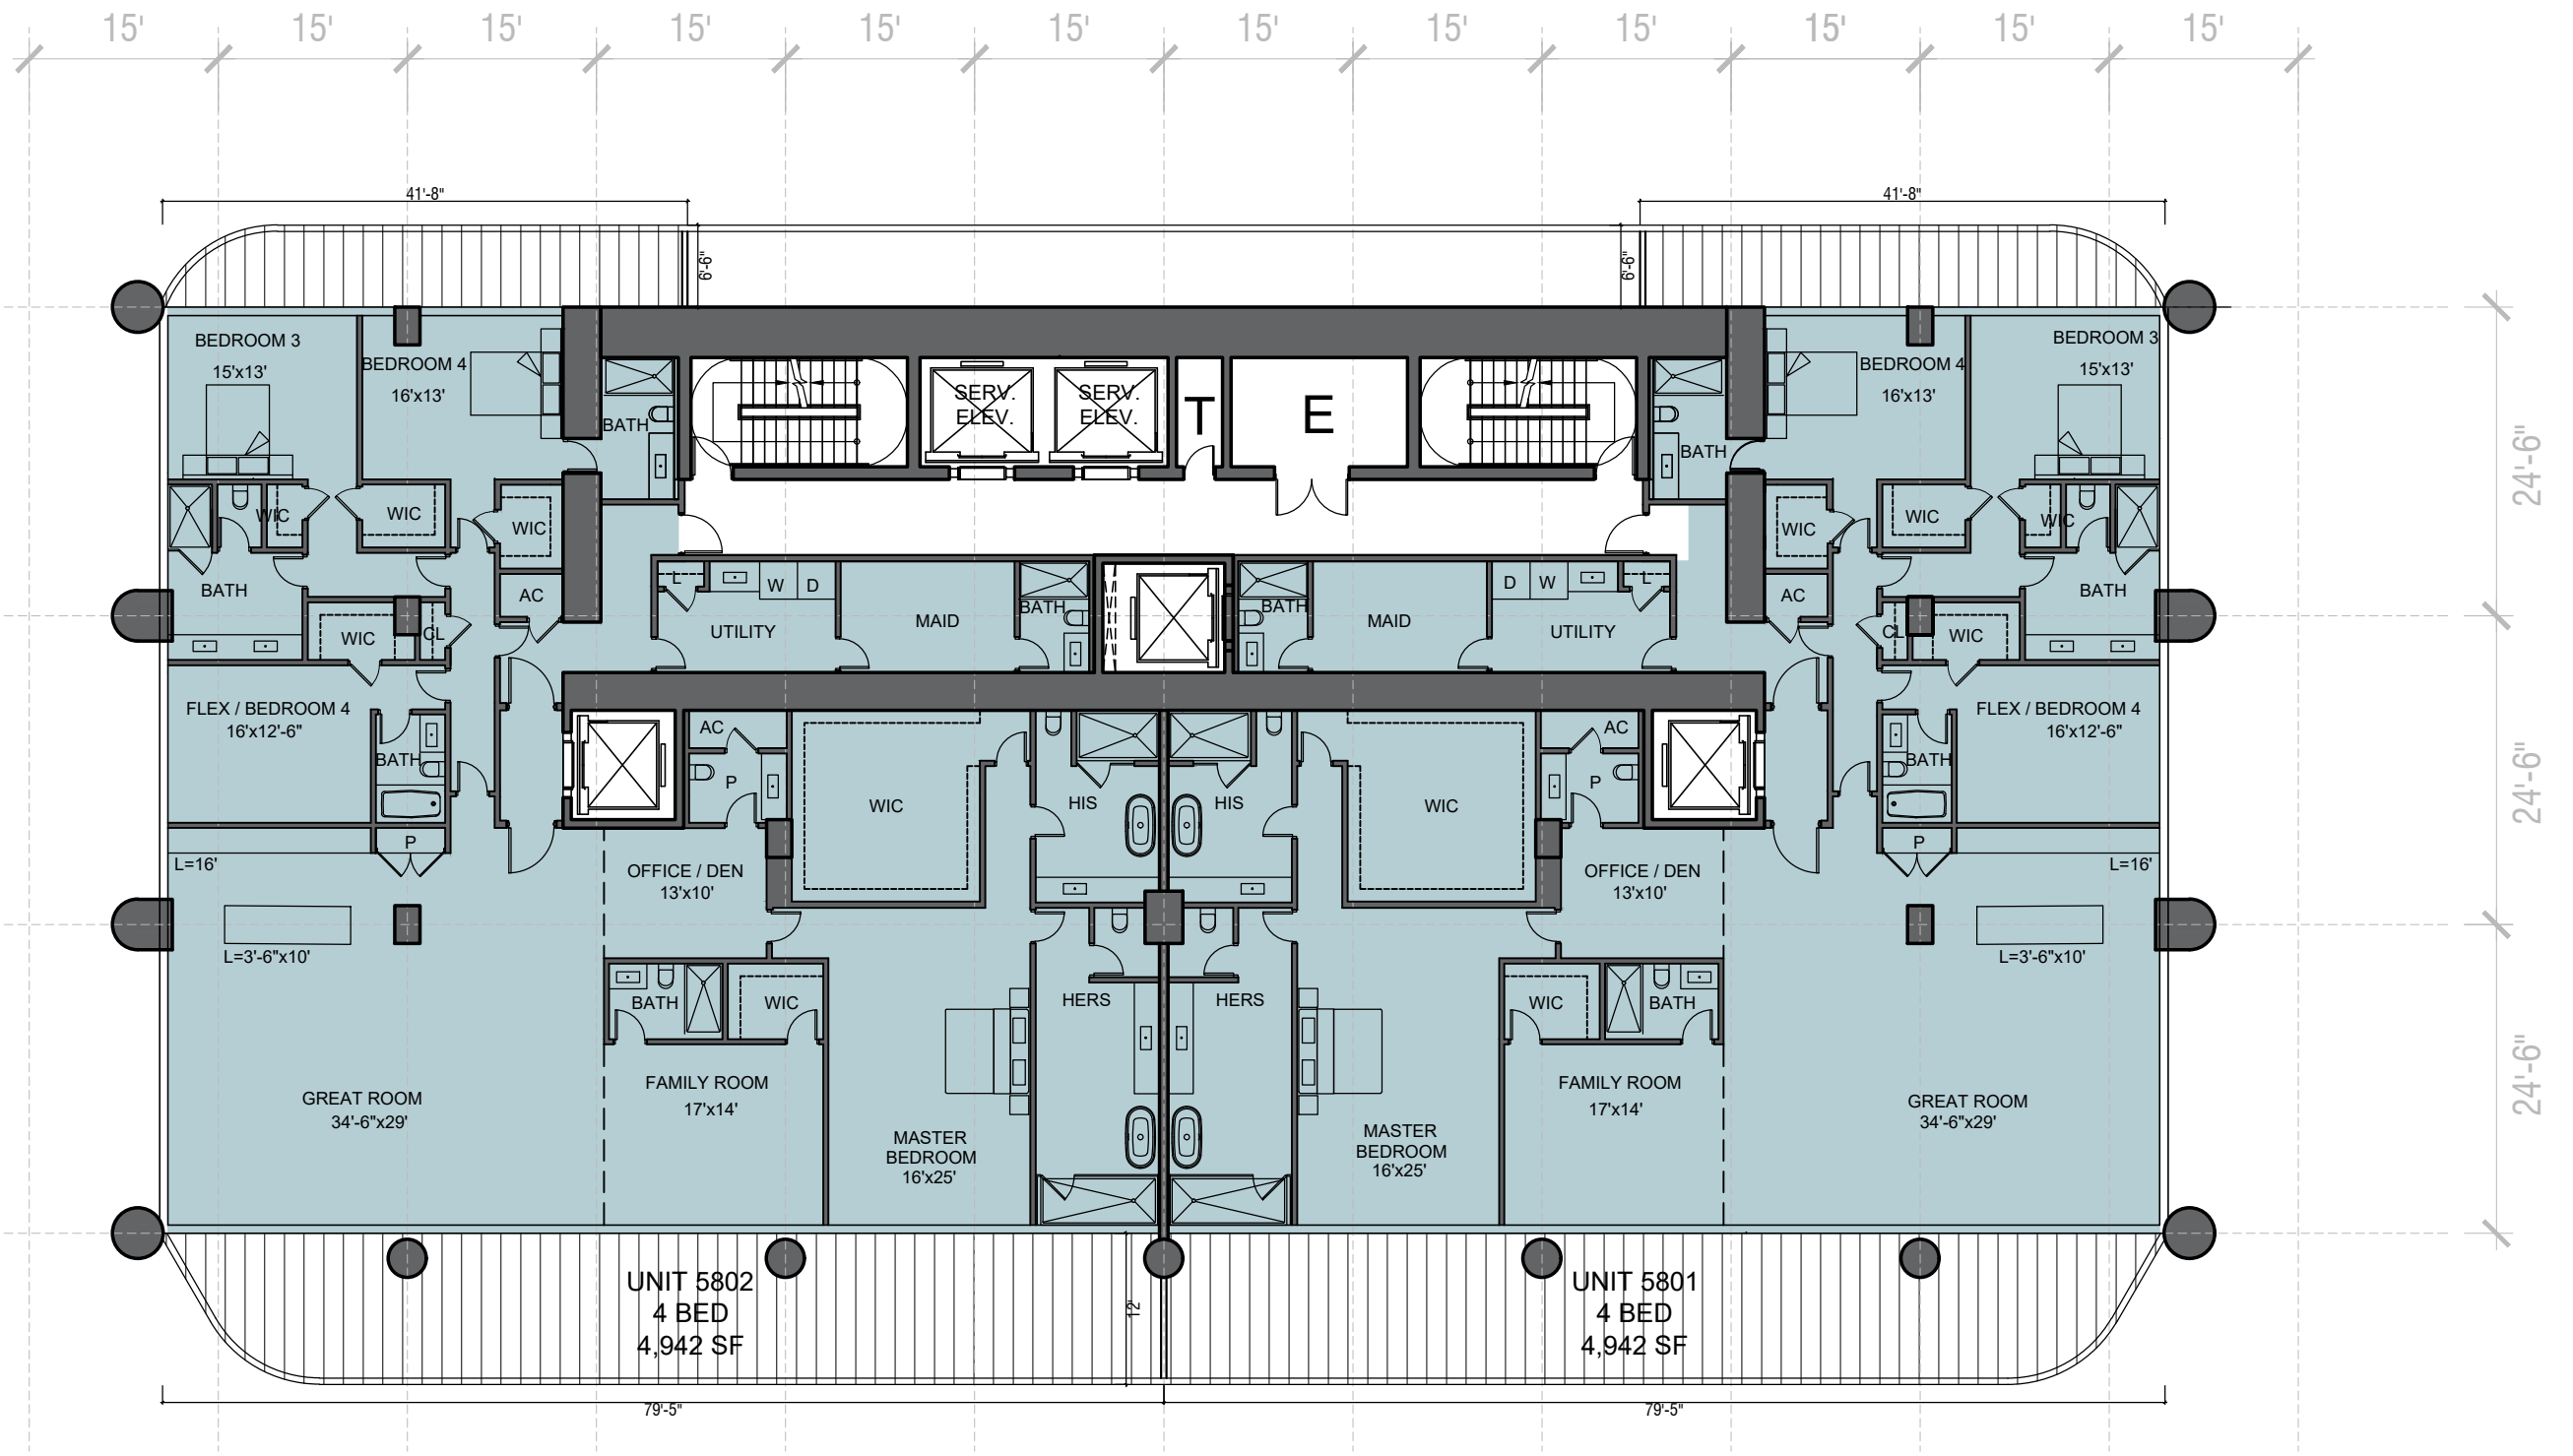 15' 15' 15' 15' 15' 15' 15' 15' 15' 15' 15' 15'
41'-8" 41'-8"
6'-6" 6'-6"
BEDROOM 3
15'x13'
BEDROOM 4
16'x13'
BATH
SERV.
ELEV.
SERV.
ELEV.
T
E
BATH
BEDROOM 4
16'x13'
BEDROOM 3
15'x13'
24'-6"
WIC
WIC
WIC
WIC
WIC
WIC
BATH
AC
L
W
D
UTILITY
MAID
BATH
BATH
MAID
D
W
L
UTILITY
AC
BATH
WIC
CL
CL
WIC
FLEX / BEDROOM 4
16'x12'-6"
BATH
AC
P
WIC
HIS
HIS
WIC
AC
P
FLEX / BEDROOM 4
16'x12'-6"
BATH
24'-6"
P
L=16'
OFFICE / DEN
13'x10'
OFFICE / DEN
13'x10'
P
L=16'
L=3'-6"x10'
L=3'-6"x10'
BATH
WIC
HERS
HERS
WIC
BATH
24'-6"
GREAT ROOM
34'-6"x29'
FAMILY ROOM
17'x14'
MASTER
BEDROOM
16'x25'
MASTER
BEDROOM
16'x25'
FAMILY ROOM
17'x14'
GREAT ROOM
34'-6"x29'
UNIT 5802
4 BED
4,942 SF
12'
UNIT 5801
4 BED
4,942 SF
79'-5" 79'-5"